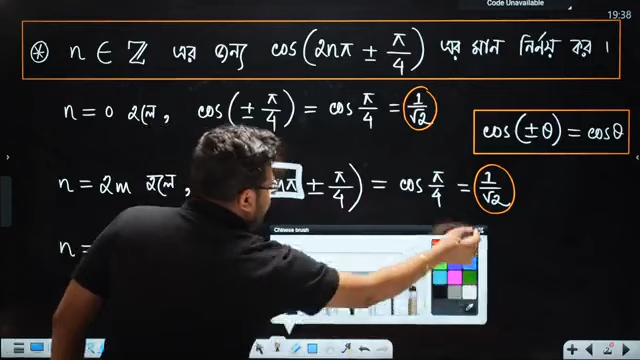 Code Unavailable
19:38
⊛ n ∈ ℤ এর জন্য cos(2nπ ± π/4) এর মান নির্ণয় কর।
n = 0 হলে, cos(± π/4) = cos π/4 = 1/√2
cos(±θ) = cosθ
n = 2m হলে, nπ ± π/4) = cos π/4 = 1/√2
n =
Chinese brush